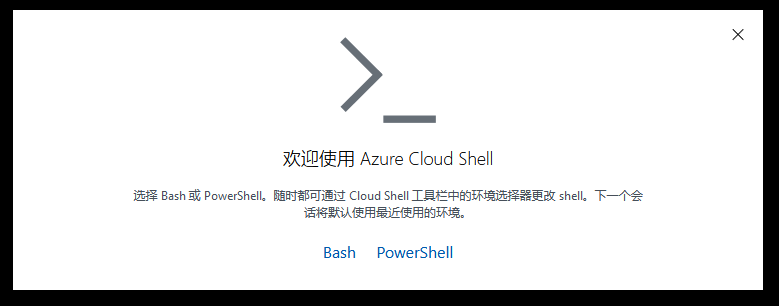 欢迎使用 Azure Cloud Shell
选择 Bash 或 PowerShell。随时都可通过 Cloud Shell 工具栏中的环境选择器更改 shell。下一个会
话将默认使用最近使用的环境。
Bash PowerShell